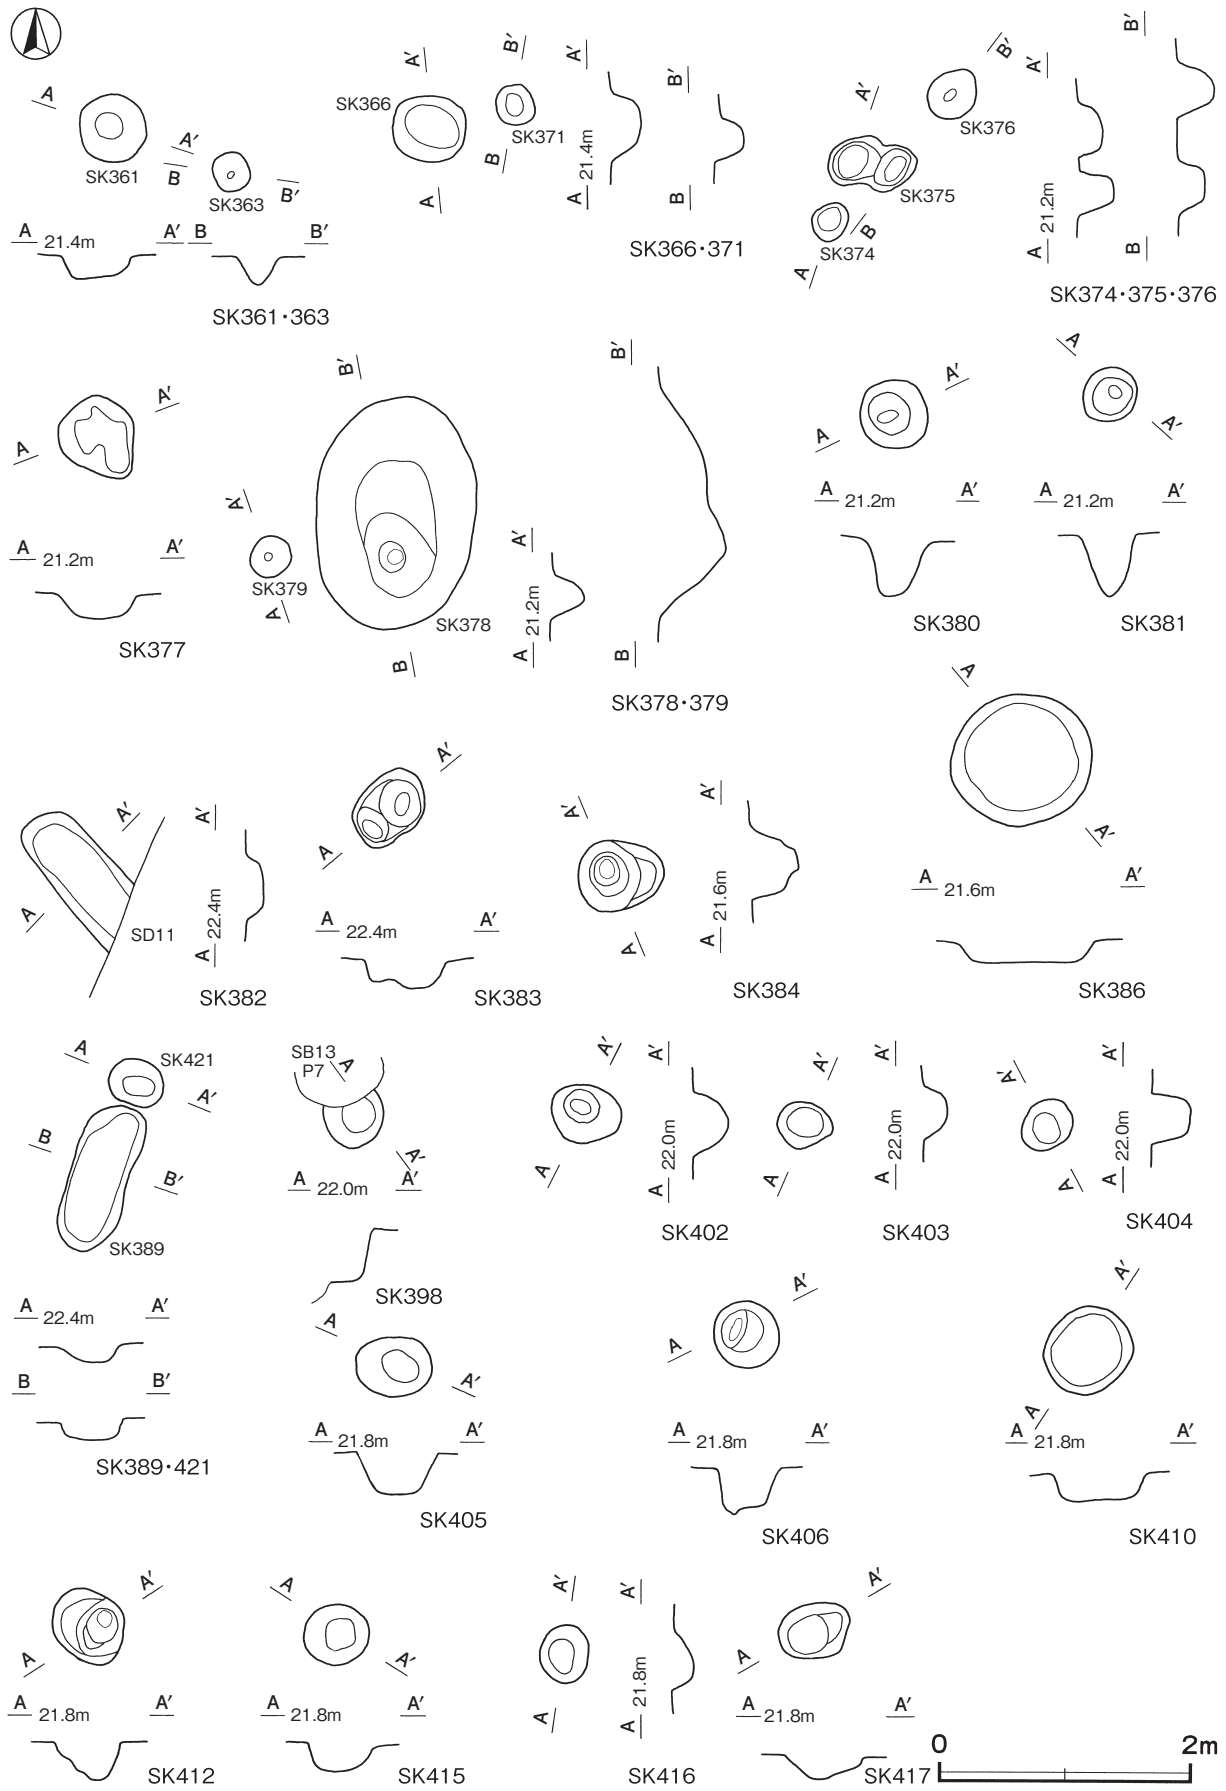 A
A'
SK361
B
SK363
B'
A 21.4m A' B B'
SK361・363
A'
B'
SK366
SK371
B
A
A'
B'
21.4m
A
B
SK366・371
B'
A'
SK376
SK375
B
SK374
A
B'
A'
21.2m
A
B
SK374・375・376
A'
A
A 21.2m A'
SK377
B'
A'
SK379
A
SK378
B
A'
21.2m
A
B'
B
SK378・379
A'
A
A 21.2m A'
SK380
A
A'
A 21.2m A'
SK381
A'
A
SD11
A'
22.4m
A
SK382
A'
A
A 22.4m A'
SK383
A'
A
A'
21.6m
A
SK384
A
A'
A 21.6m A'
SK386
A
SK421
A'
B
B'
SK389
A 22.4m A'
B B'
SK389・421
SB13
P7
A
A'
A 22.0m A'
SK398
A'
A
A'
22.0m
A
SK402
A'
A
A'
22.0m
A
SK403
A'
A
A'
22.0m
A
SK404
A
A'
A 21.8m A'
SK405
A'
A
A 21.8m A'
SK406
A'
A
A 21.8m A'
SK410
A'
A
A 21.8m A'
SK412
A
A'
A 21.8m A'
SK415
A'
A
A'
21.8m
A
SK416
A'
A
A 21.8m A'
SK417
0 2m